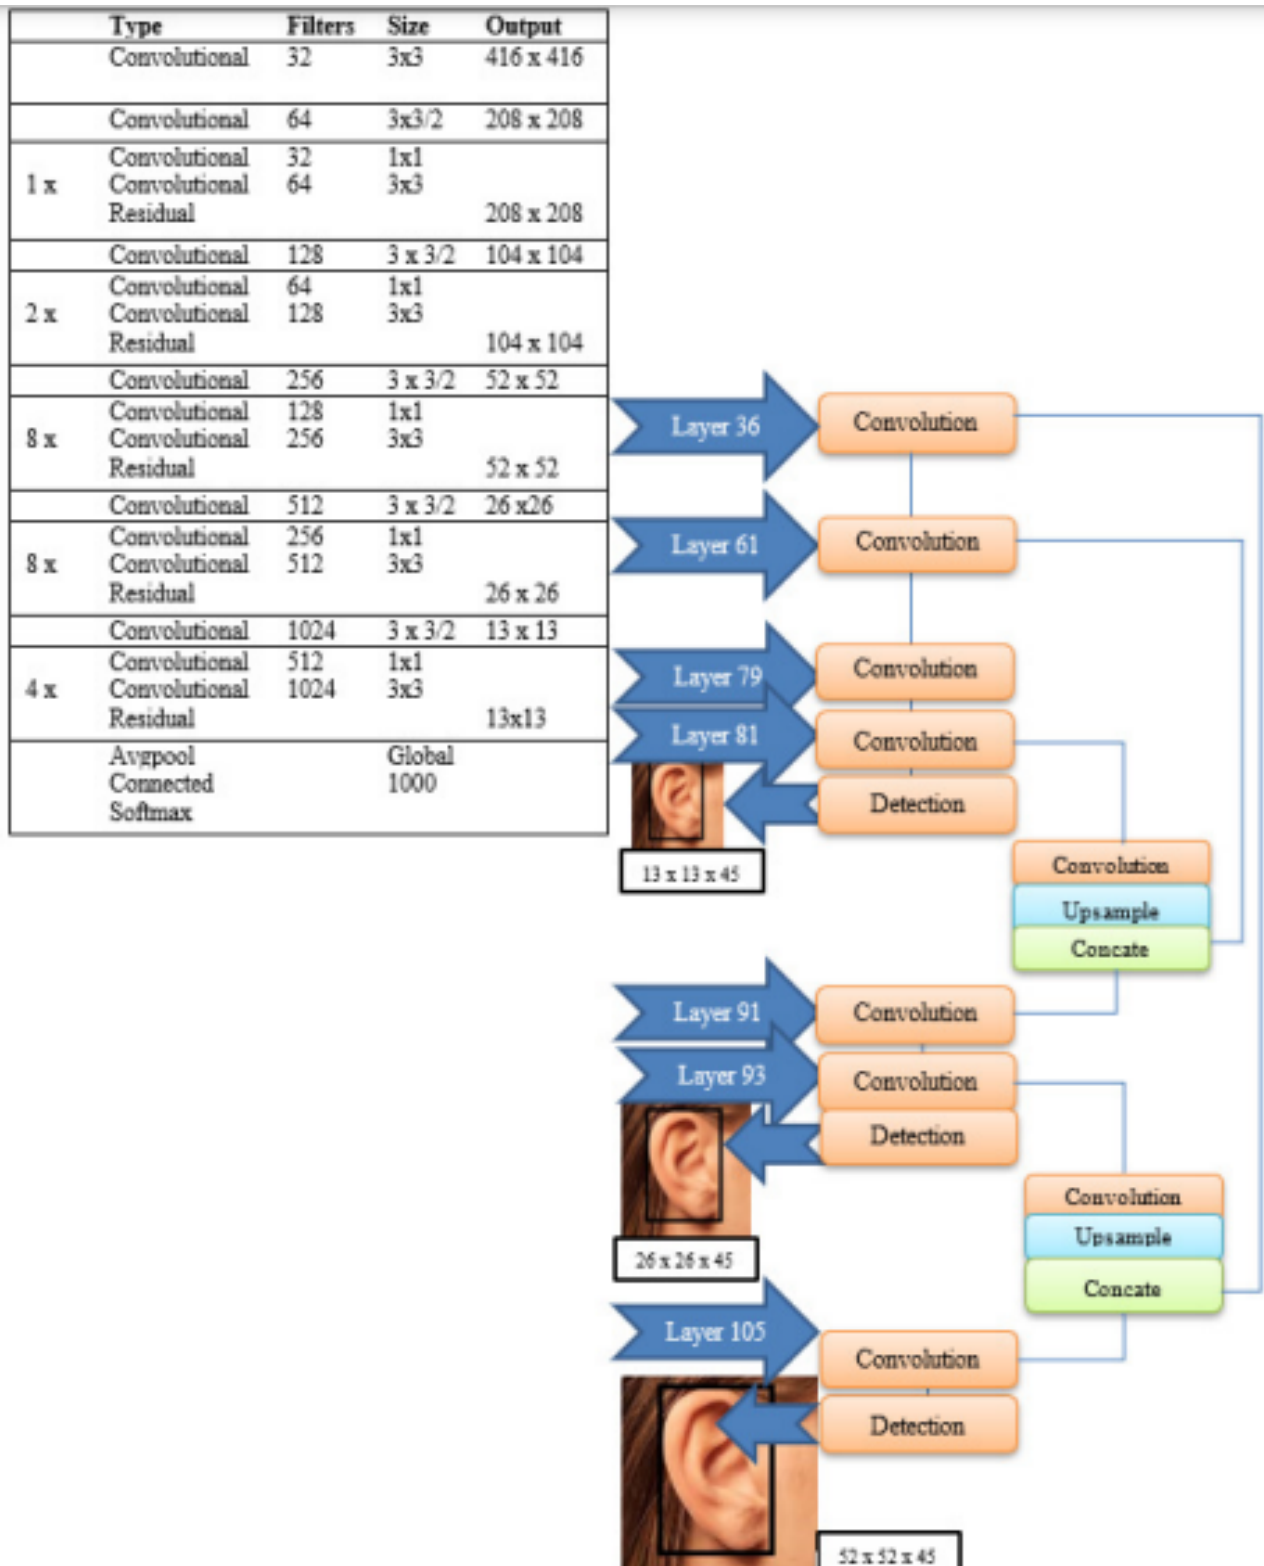 Type Filters Size Output
Convolutional 32 3x3 416 x 416
Convolutional 64 3x3/2 208 x 208
Convolutional 32 1x1
1 x Convolutional 64 3x3
Residual 208 x 208
Convolutional 128 3 x 3/2 104 x 104
Convolutional 64 1x1
2 x Convolutional 128 3x3
Residual 104 x 104
Convolutional 256 3 x 3/2 52 x 52
Convolutional 128 1x1
8 x Convolutional 256 3x3
Residual 52 x 52
Convolutional 512 3 x 3/2 26 x26
Convolutional 256 1x1
8 x Convolutional 512 3x3
Residual 26 x 26
Convolutional 1024 3 x 3/2 13 x 13
Convolutional 512 1x1
4 x Convolutional 1024 3x3
Residual 13x13
Avgpool Global
Connected 1000
Softmax
Layer 36 Convolution
Layer 61 Convolution
Layer 79 Convolution
Layer 81 Convolution
Detection
13 x 13 x 45
Convolution
Upsample
Concate
Layer 91 Convolution
Layer 93 Convolution
Detection
26 x 26 x 45
Convolution
Upsample
Concate
Layer 105 Convolution
Detection
52 x 52 x 45